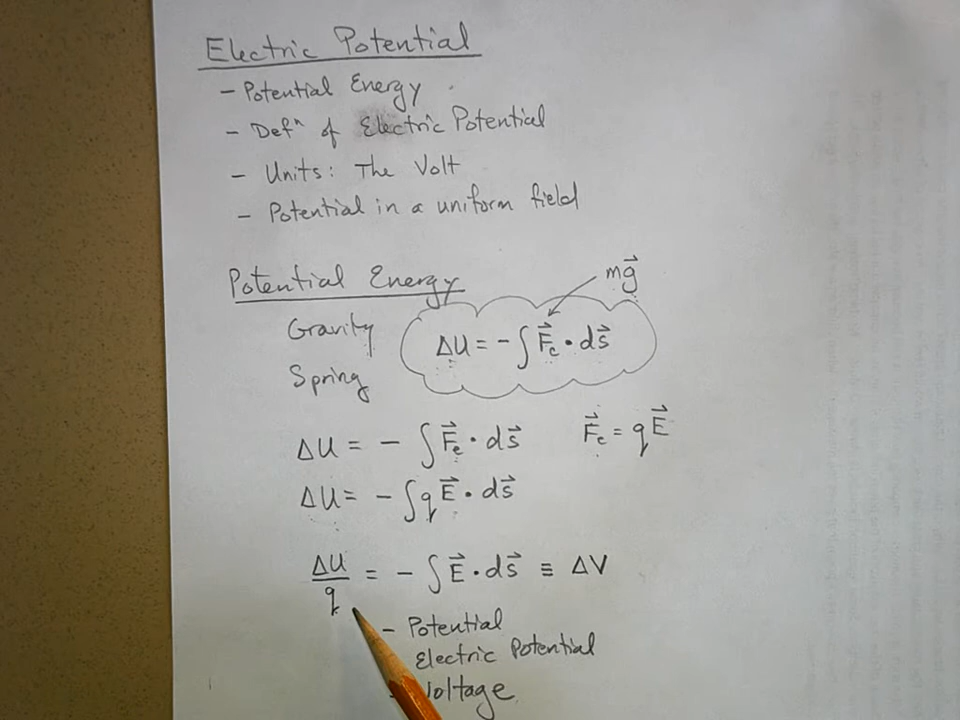 Electric Potential
- Potential Energy
- Defⁿ of Electric Potential
- Units: The Volt
- Potential in a uniform field
Potential Energy
mg⃗
Gravity
ΔU = - ∫ F⃗c • ds⃗
Spring
ΔU = - ∫ F⃗e • ds⃗
F⃗e = qE⃗
ΔU = - ∫ qE⃗ • ds⃗
ΔU/q = - ∫ E⃗ • ds⃗ ≡ ΔV
- Potential
Electric Potential
Voltage